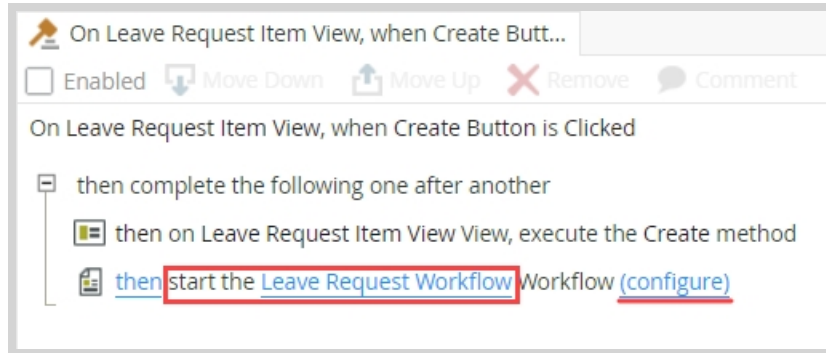 On Leave Request Item View, when Create Butt...
Enabled Move Down Move Up Remove Comment
On Leave Request Item View, when Create Button is Clicked
then complete the following one after another
then on Leave Request Item View View, execute the Create method
then start the Leave Request Workflow Workflow (configure)